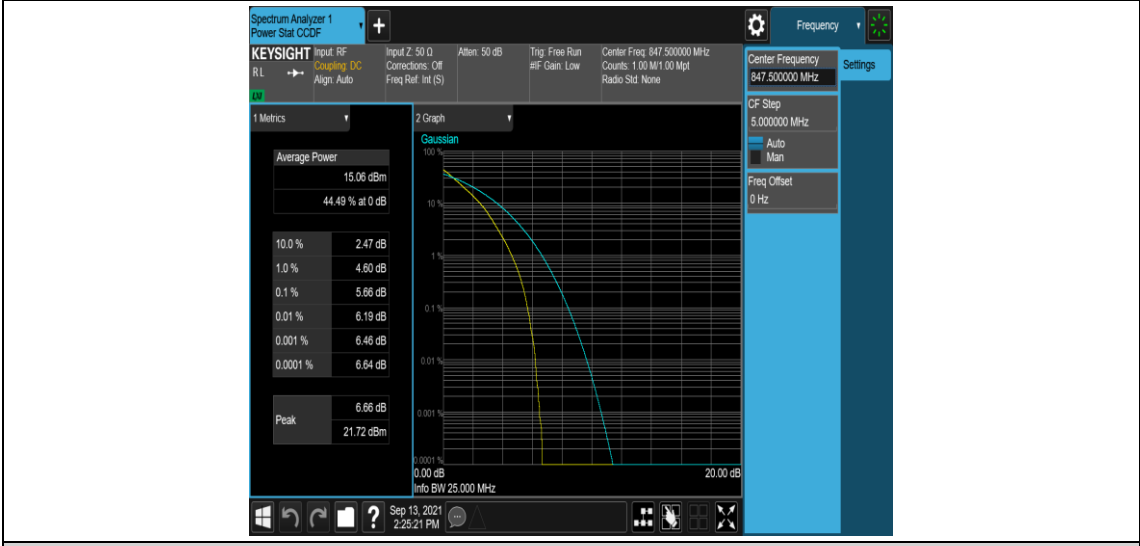 Spectrum Analyzer 1
Power Stat CCDF
+
Frequency
KEYSIGHT
RL
Input: RF
Coupling: DC
Align: Auto
Input Z: 50 Ω
Corrections: Off
Freq Ref: Int (S)
Atten: 50 dB
Trig: Free Run
#IF Gain: Low
Center Freq: 847.500000 MHz
Counts: 1.00 M/1.00 Mpt
Radio Std: None
Center Frequency
847.500000 MHz
Settings
CF Step
5.000000 MHz
Auto
Man
Freq Offset
0 Hz
1 Metrics
Average Power
15.06 dBm
44.49 % at 0 dB
10.0 % 2.47 dB
1.0 % 4.60 dB
0.1 % 5.66 dB
0.01 % 6.19 dB
0.001 % 6.46 dB
0.0001 % 6.64 dB
Peak
6.66 dB
21.72 dBm
2 Graph
Gaussian
100 %
10 %
1 %
0.1 %
0.01 %
0.001 %
0.0001 %
0.00 dB 20.00 dB
Info BW 25.000 MHz
?
Sep 13, 2021
2:25:21 PM